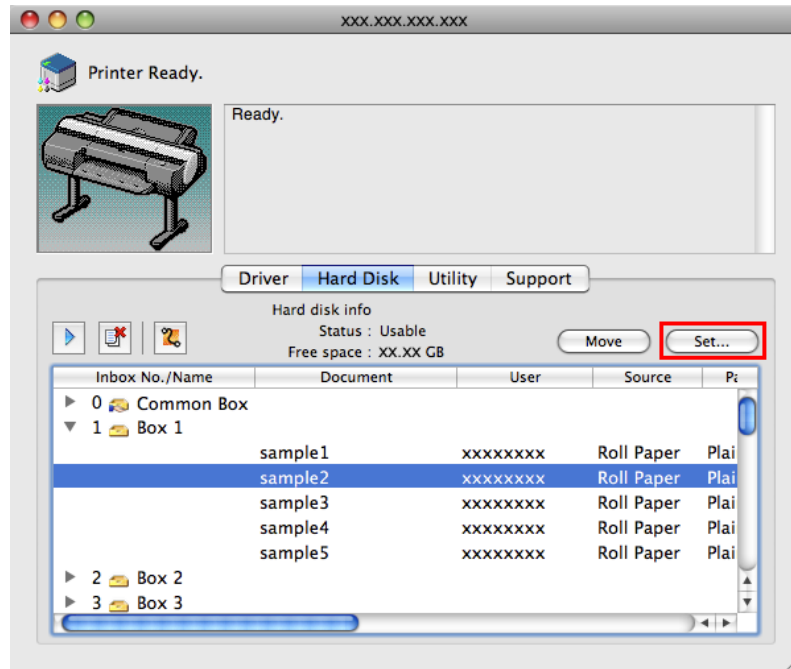 xxx.xxx.xxx.xxx
Printer Ready.
Ready.
Driver Hard Disk Utility Support
Hard disk info
Status : Usable
Free space : XX.XX GB
Move Set...
Inbox No./Name Document User Source Pa
0 Common Box
1 Box 1
sample1 xxxxxxxx Roll Paper Plai
sample2 xxxxxxxx Roll Paper Plai
sample3 xxxxxxxx Roll Paper Plai
sample4 xxxxxxxx Roll Paper Plai
sample5 xxxxxxxx Roll Paper Plai
2 Box 2
3 Box 3